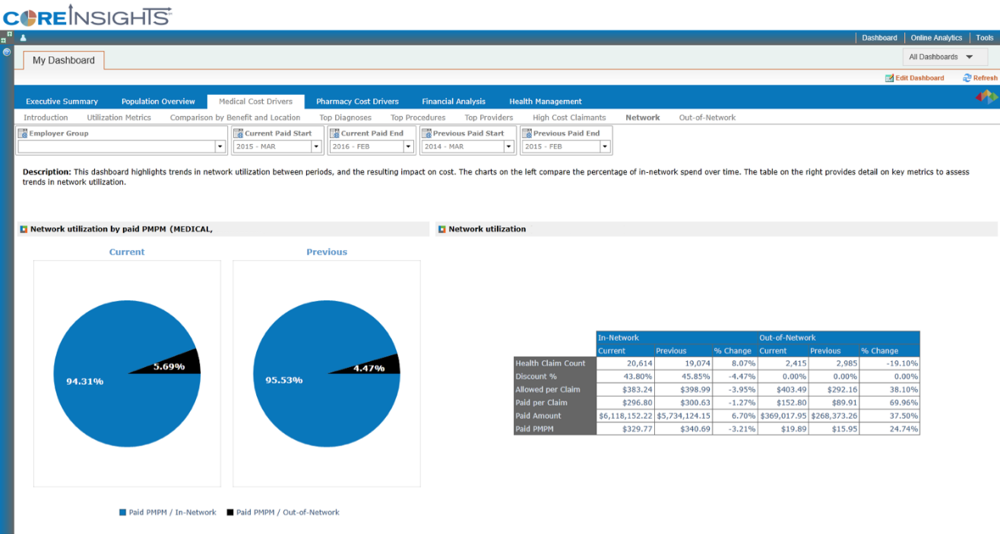 COREINSIGHTS
Dashboard Online Analytics Tools
My Dashboard
All Dashboards
Edit Dashboard Refresh
Executive Summary Population Overview Medical Cost Drivers Pharmacy Cost Drivers Financial Analysis Health Management
Introduction Utilization Metrics Comparison by Benefit and Location Top Diagnoses Top Procedures Top Providers High Cost Claimants Network Out-of-Network
Employer Group Current Paid Start Current Paid End Previous Paid Start Previous Paid End
2015 - MAR 2016 - FEB 2014 - MAR 2015 - FEB
Description: This dashboard highlights trends in network utilization between periods, and the resulting impact on cost. The charts on the left compare the percentage of in-network spend over time. The table on the right provides detail on key metrics to assess
trends in network utilization.
Network utilization by paid PMPM (MEDICAL, Network utilization
Current Previous
5.69% 4.47%
94.31% 95.53%
In-Network Out-of-Network
Current Previous % Change Current Previous % Change
Health Claim Count 20,614 19,074 8.07% 2,415 2,985 -19.10%
Discount % 43.80% 45.85% -4.47% 0.00% 0.00% 0.00%
Allowed per Claim $383.24 $398.99 -3.95% $403.49 $292.16 38.10%
Paid per Claim $296.80 $300.63 -1.27% $152.80 $89.91 69.96%
Paid Amount $6,118,152.22 $5,734,124.15 6.70% $369,017.95 $268,373.26 37.50%
Paid PMPM $329.77 $340.69 -3.21% $19.89 $15.95 24.74%
Paid PMPM / In-Network Paid PMPM / Out-of-Network